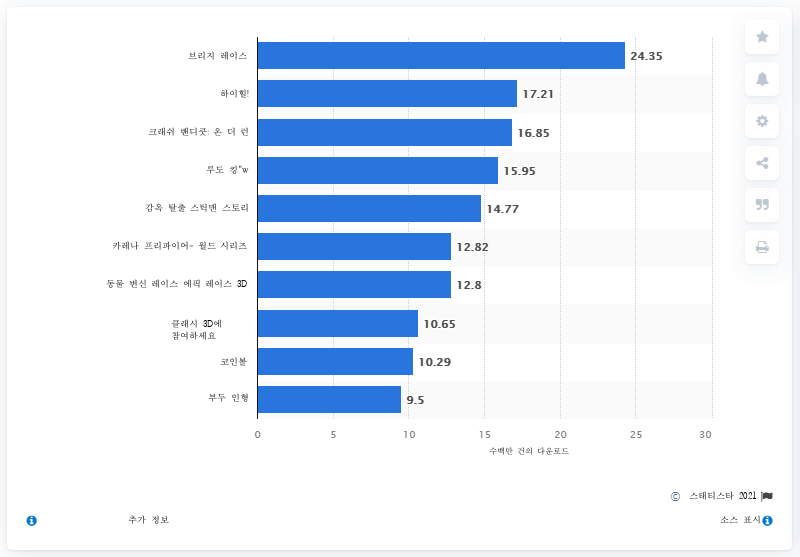 브리지 레이스
24.35
하이힐!
17.21
크래쉬 밴디쿳: 온 더 런
16.85
루도 킹"w
15.95
감옥 탈출 스틱맨 스토리
14.77
카레나 프리파이어- 월드 시리즈
12.82
동물 변신 레이스 에픽 레이스 3D
12.8
클래시 3D에
참여하세요
10.65
코인볼
10.29
부두 인형
9.5
0 5 10 15 20 25 30
수백만 건의 다운로드
© 스태티스타 2021
추가 정보
소스 표시